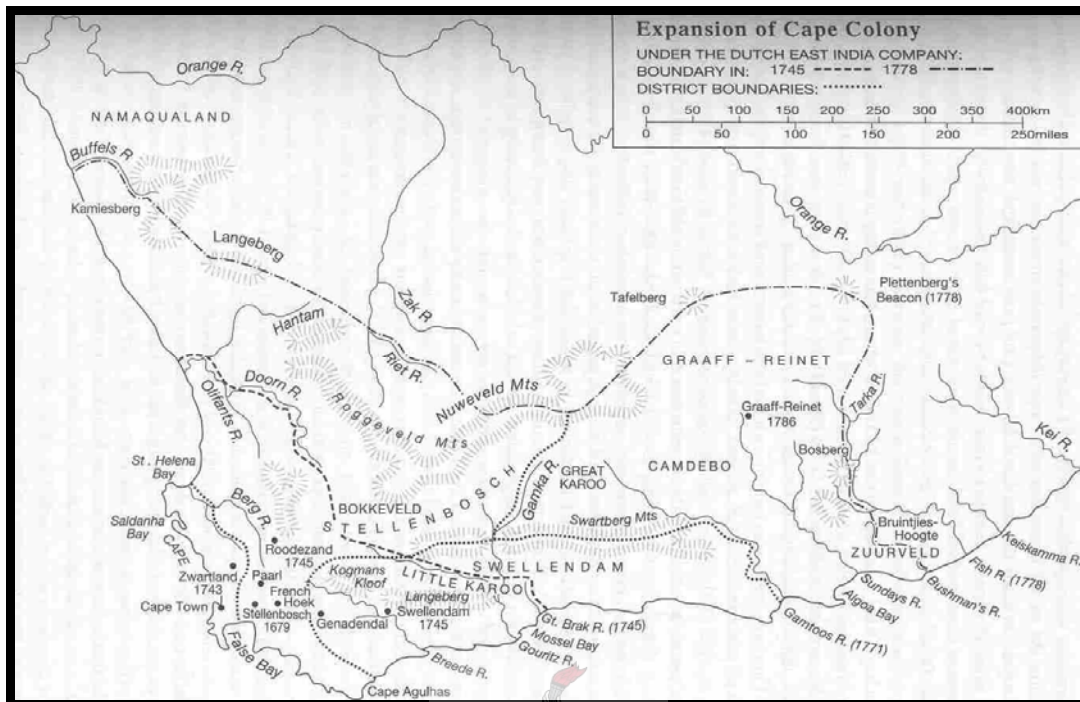 Expansion of Cape Colony
UNDER THE DUTCH EAST INDIA COMPANY:
BOUNDARY IN: 1745 1778
DISTRICT BOUNDARIES:
0 50 100 150 200 250 300 350 400km
0 50 100 150 200 250miles
Orange R.
NAMAQUALAND
Buffels R
Kamiesberg
Langeberg
Orange R.
Zak R
Tafelberg
Plettenberg's
Beacon (1778)
Hantam
Riet R.
GRAAFF – REINET
Doorn R.
Olifants R.
Roggeveld Mts
Nuweveld Mts
Tarka R.
Graaff-Reinet
1786
Kei R.
Bosberg
St. Helena
Bay
GREAT
KAROO
CAMDEBO
Gamka R.
Berg R.
BOKKEVELD
STELLENBOSCH
Saldanha
Bay
CAPE
Swartberg Mts
Bruintjies-
Hoogte
ZUURVELD
Keiskamma R.
Fish R. (1778)
Roodezand
1745
Kogmans
Kloof
LITTLE KAROO
SWELLENDAM
Zwartland
1743
Paarl
French
Hoek
Langeberg
Bushman's R.
Sundays R.
Algoa Bay
Cape Town
Stellenbosch
1679
Genadendal
Swellendam
1745
Gt. Brak R. (1745)
Gamtoos R. (1771)
Mossel Bay
Gouritz R.
False Bay
Breede R.
Cape Agulhas